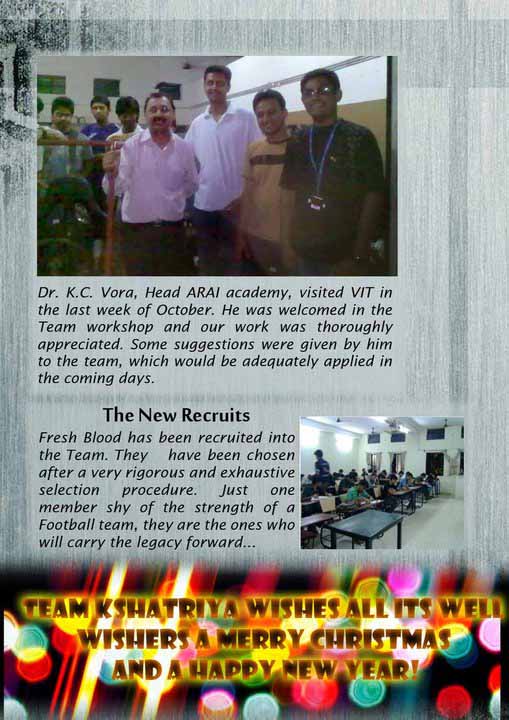 Dr. K.C. Vora, Head ARAI academy, visited VIT in
the last week of October. He was welcomed in the
Team workshop and our work was thoroughly
appreciated. Some suggestions were given by him
to the team, which would be adequately applied in
the coming days.
The New Recruits
Fresh Blood has been recruited into
the Team. They have been chosen
after a very rigorous and exhaustive
selection procedure. Just one
member shy of the strength of a
Football team, they are the ones who
will carry the legacy forward...
TEAM KSHATRIYA WISHES ALL ITS WELL
WISHERS A MERRY CHRISTMAS
AND A HAPPY NEW YEAR!